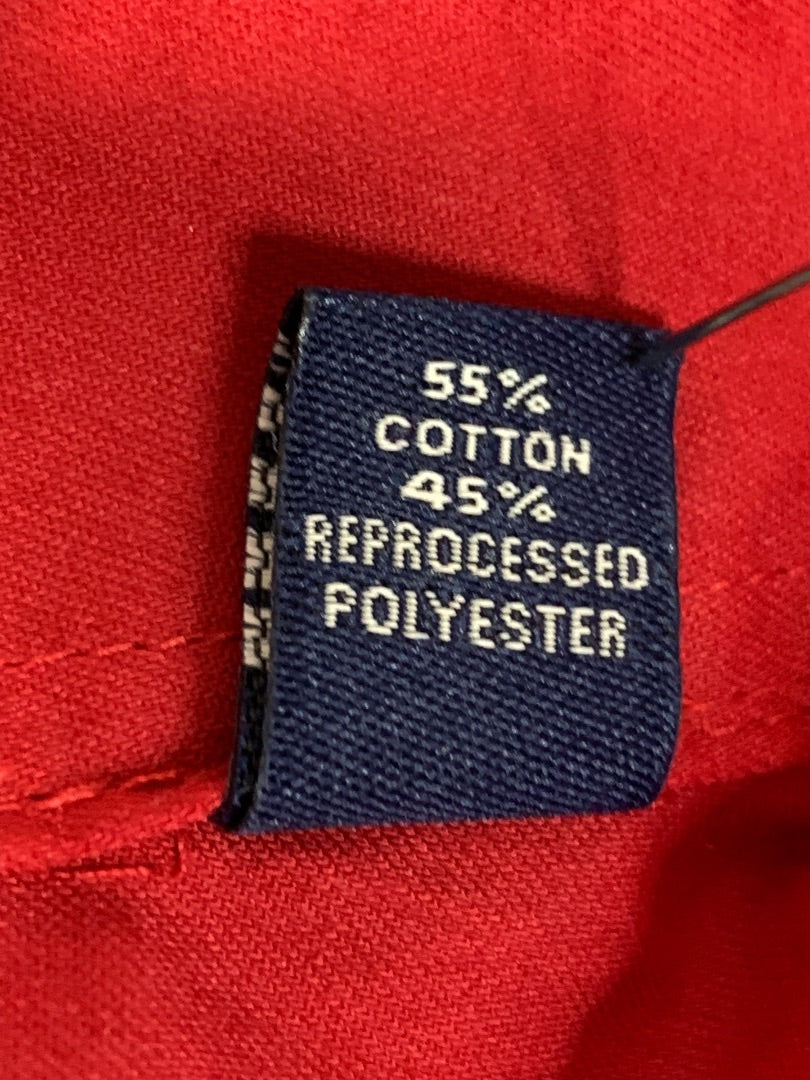 55%
COTTON
45%
REPROCESSED
POLYESTER